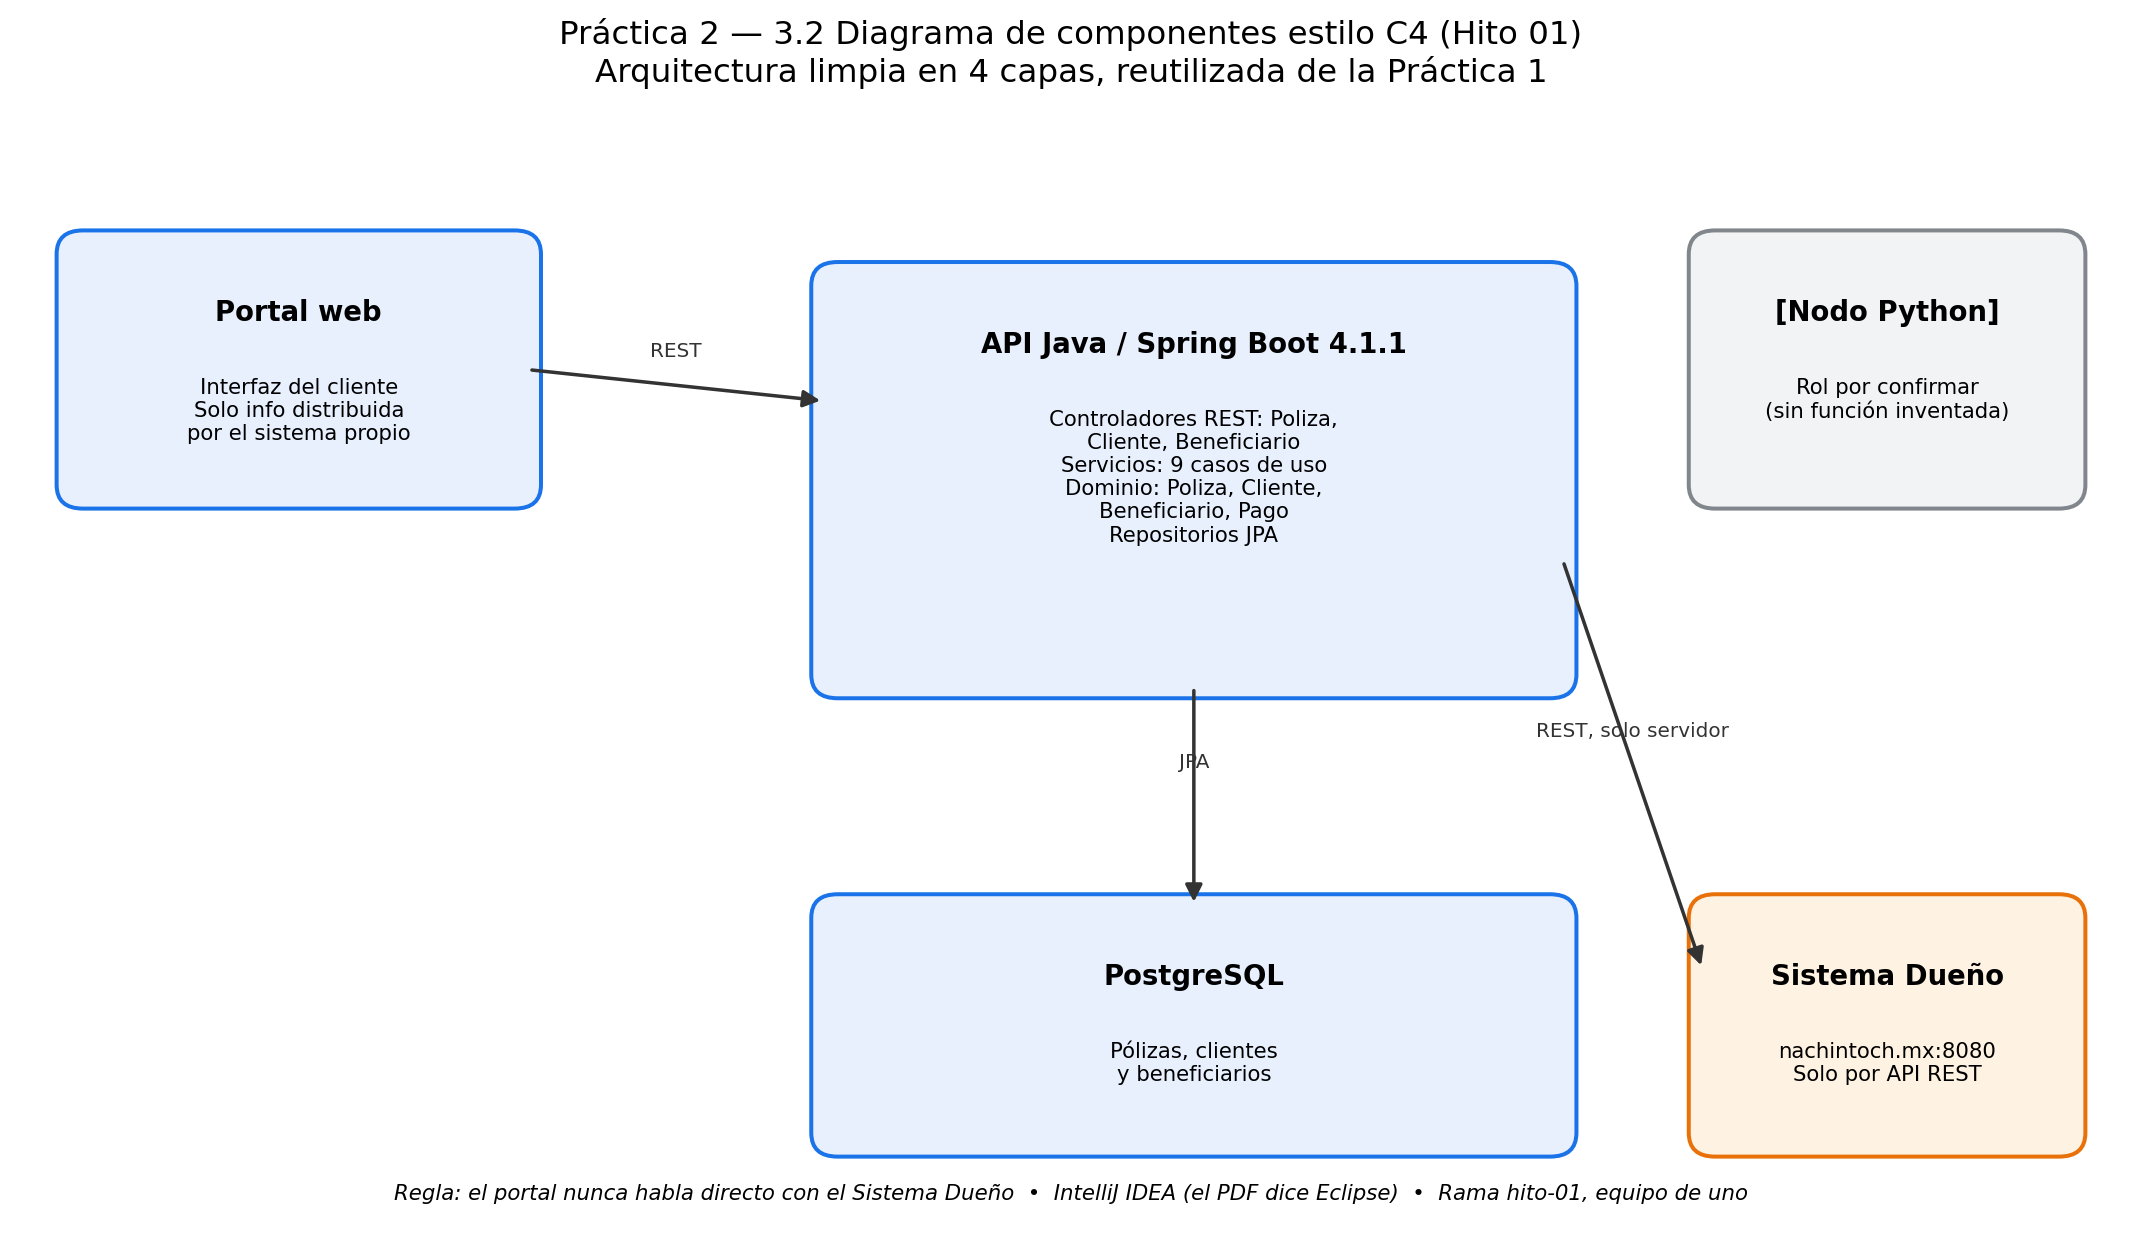 Práctica 2 — 3.2 Diagrama de componentes estilo C4 (Hito 01)
Arquitectura limpia en 4 capas, reutilizada de la Práctica 1
Portal web
Interfaz del cliente
Solo info distribuida
por el sistema propio
REST
API Java / Spring Boot 4.1.1
Controladores REST: Poliza,
Cliente, Beneficiario
Servicios: 9 casos de uso
Dominio: Poliza, Cliente,
Beneficiario, Pago
Repositorios JPA
[Nodo Python]
Rol por confirmar
(sin función inventada)
REST, solo servidor
JPA
PostgreSQL
Pólizas, clientes
y beneficiarios
Sistema Dueño
nachintoch.mx:8080
Solo por API REST
Regla: el portal nunca habla directo con el Sistema Dueño • IntelliJ IDEA (el PDF dice Eclipse) • Rama hito-01, equipo de uno